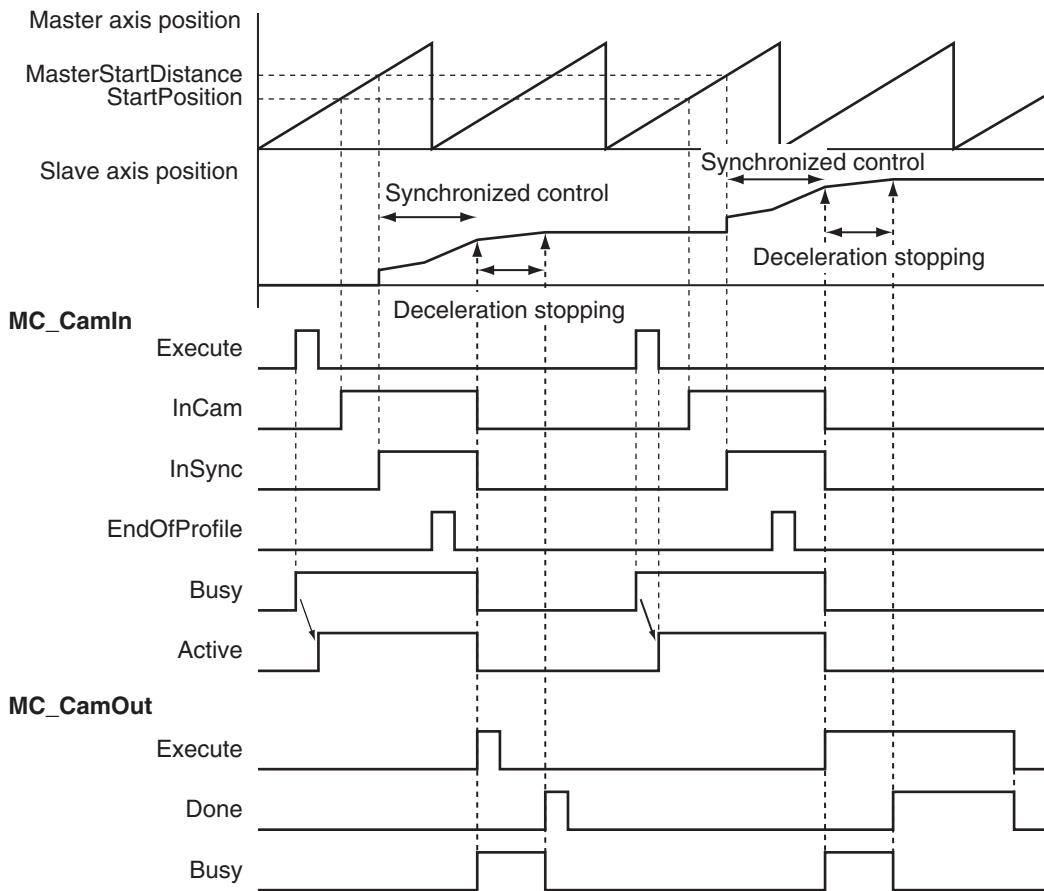 Master axis position
MasterStartDistance
StartPosition
Slave axis position
Synchronized control
Synchronized control
Deceleration stopping
Deceleration stopping
MC_CamIn
Execute
InCam
InSync
EndOfProfile
Busy
Active
MC_CamOut
Execute
Done
Busy